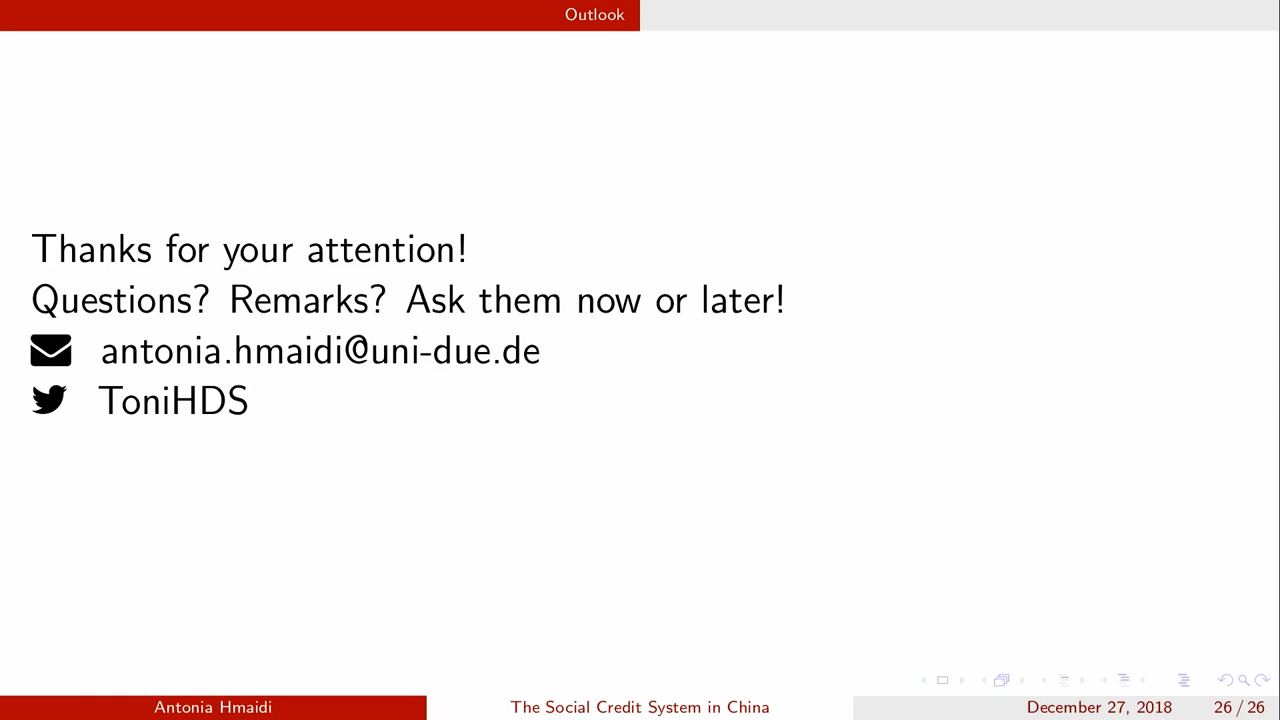 Outlook
Thanks for your attention!
Questions? Remarks? Ask them now or later!
antonia.hmaidi@uni-due.de
ToniHDS
Antonia Hmaidi
The Social Credit System in China
December 27, 2018
26 / 26